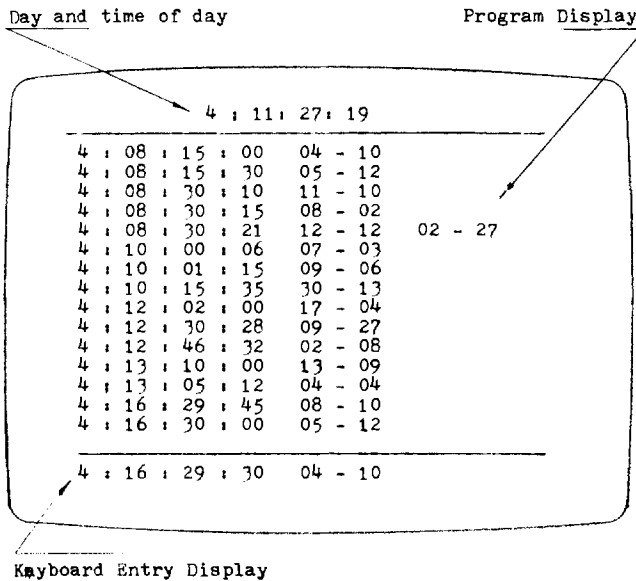 Day and time of day
Program Display
4 : 11: 27: 19
4 : 08 : 15 : 00 04 - 10
4 : 08 : 15 : 30 05 - 12
4 : 08 : 30 : 10 11 - 10
4 : 08 : 30 : 15 08 - 02
4 : 08 : 30 : 21 12 - 12 02 - 27
4 : 10 : 00 : 06 07 - 03
4 : 10 : 01 : 15 09 - 06
4 : 10 : 15 : 35 30 - 13
4 : 12 : 02 : 00 17 - 04
4 : 12 : 30 : 28 09 - 27
4 : 12 : 46 : 32 02 - 08
4 : 13 : 10 : 00 13 - 09
4 : 13 : 05 : 12 04 - 04
4 : 16 : 29 : 45 08 - 10
4 : 16 : 30 : 00 05 - 12
4 : 16 : 29 : 30 04 - 10
Kayboard Entry Display